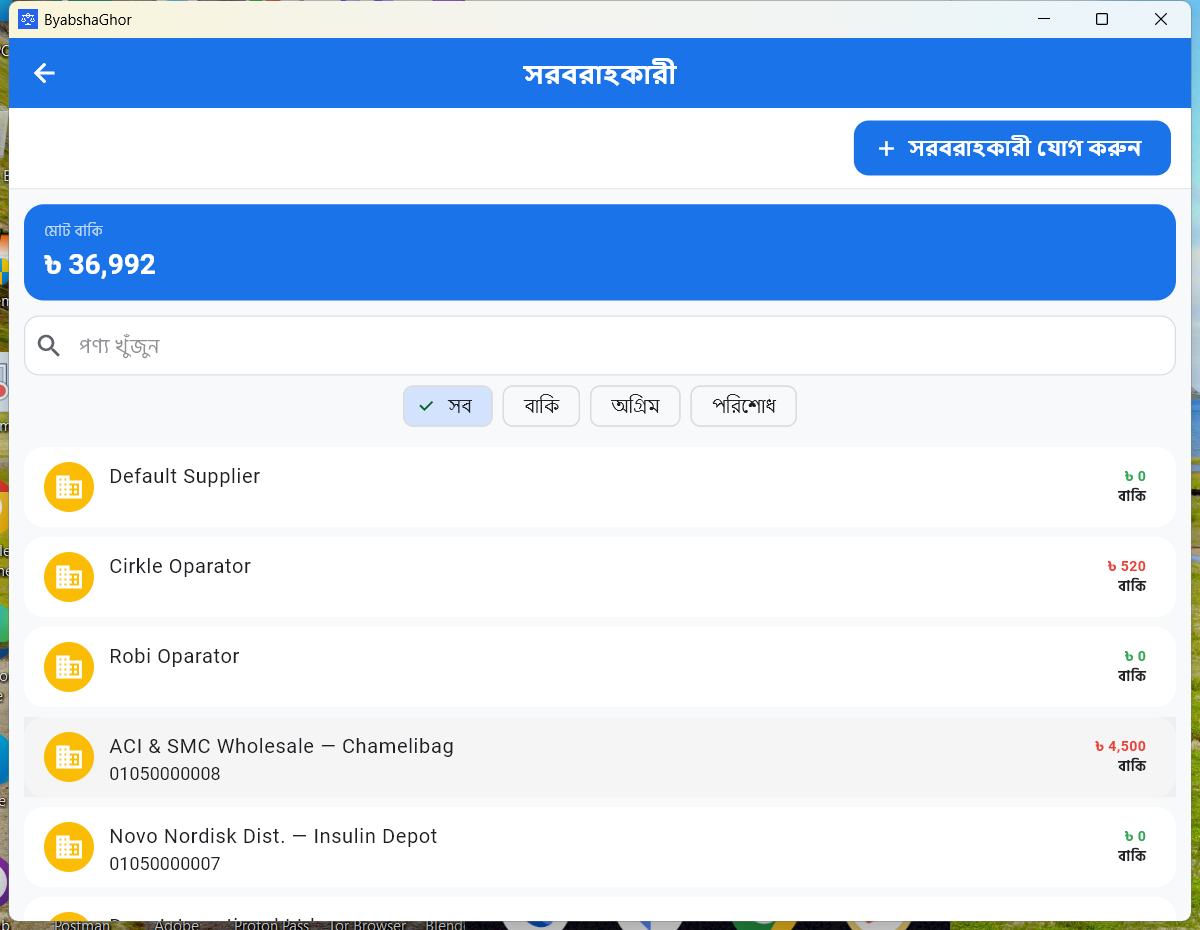 ByabshaGhor
সরবরাহকারী
+ সরবরাহকারী যোগ করুন
মোট বাকি
৳ 36,992
পণ্য খুঁজুন
সব
বাকি
অগ্রিম
পরিশোধ
Default Supplier
৳ 0
বাকি
Cirkle Oparator
৳ 520
বাকি
Robi Oparator
৳ 0
বাকি
ACI & SMC Wholesale — Chamelibag
01050000008
৳ 4,500
বাকি
Novo Nordisk Dist. — Insulin Depot
01050000007
৳ 0
বাকি
Postman
Adobe
Proton Pass
Tor Browser